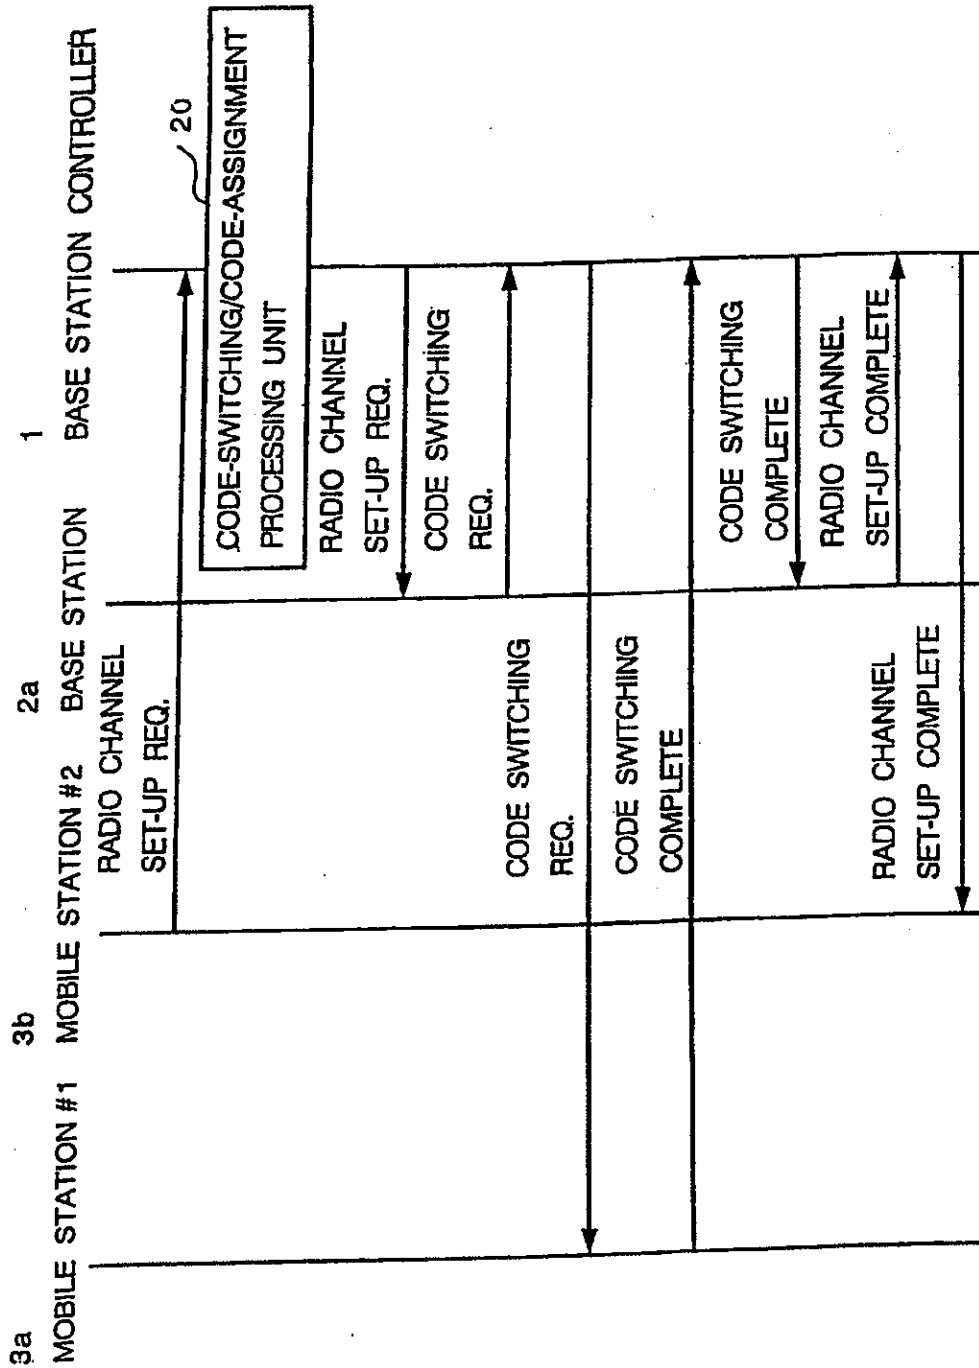 3a
MOBILE STATION #1
3b
MOBILE STATION #2
2a
BASE STATION
1
BASE STATION CONTROLLER
RADIO CHANNEL
SET-UP REQ.
20
CODE-SWITCHING/CODE-ASSIGNMENT
PROCESSING UNIT
RADIO CHANNEL
SET-UP REQ.
CODE SWITCHING
REQ.
CODE SWITCHING
REQ.
CODE SWITCHING
COMPLETE
CODE SWITCHING
COMPLETE
RADIO CHANNEL
SET-UP COMPLETE
RADIO CHANNEL
SET-UP COMPLETE